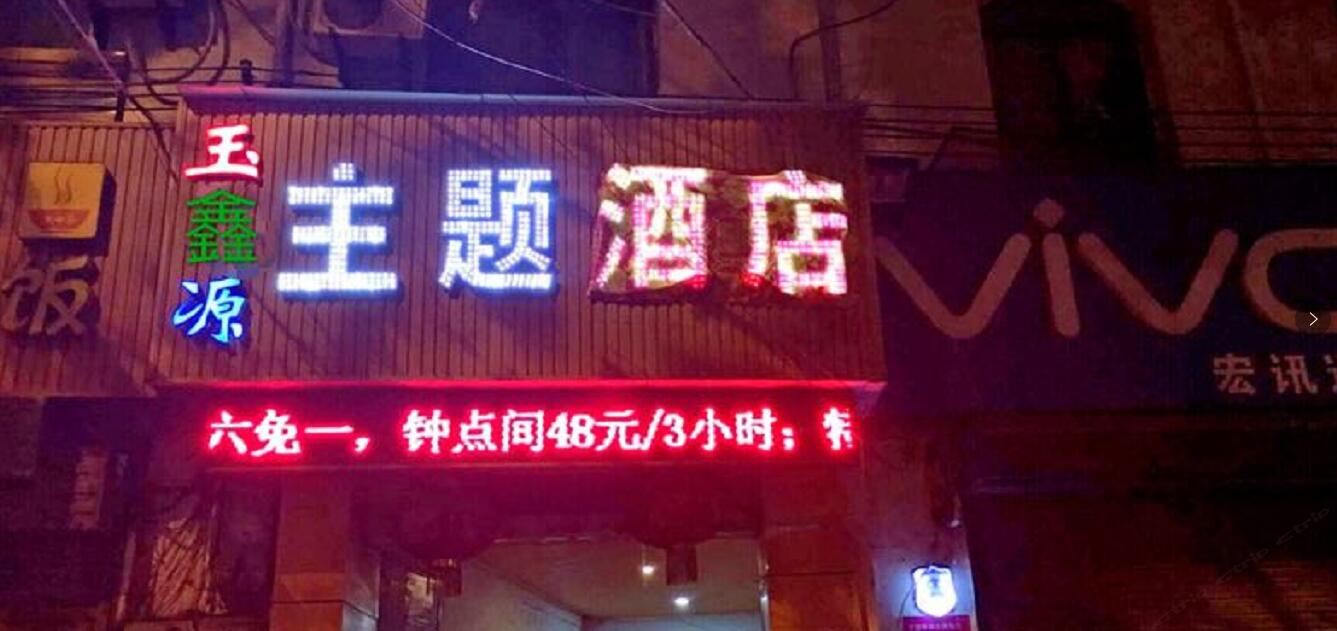 玉鑫源
主题酒店
六免一，钟点间48元/3小时；特
饭
vivo
宏讯